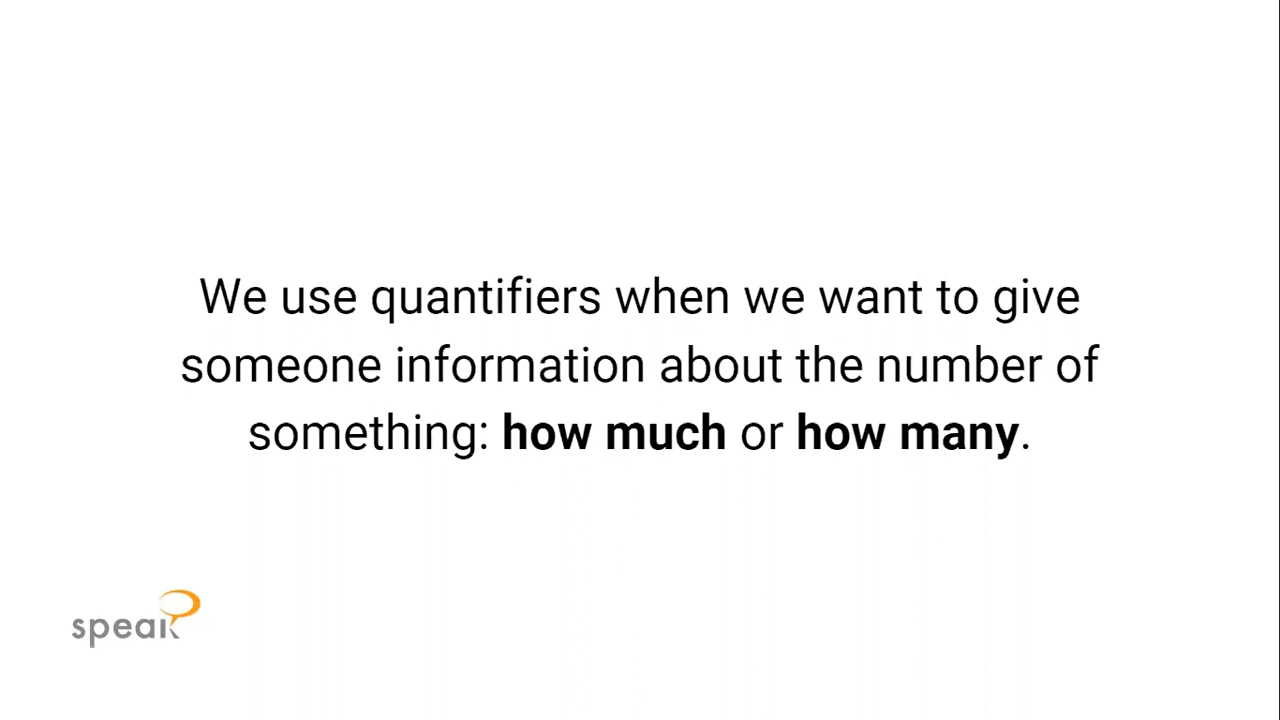 We use quantifiers when we want to give
someone information about the number of
something: how much or how many.
speak